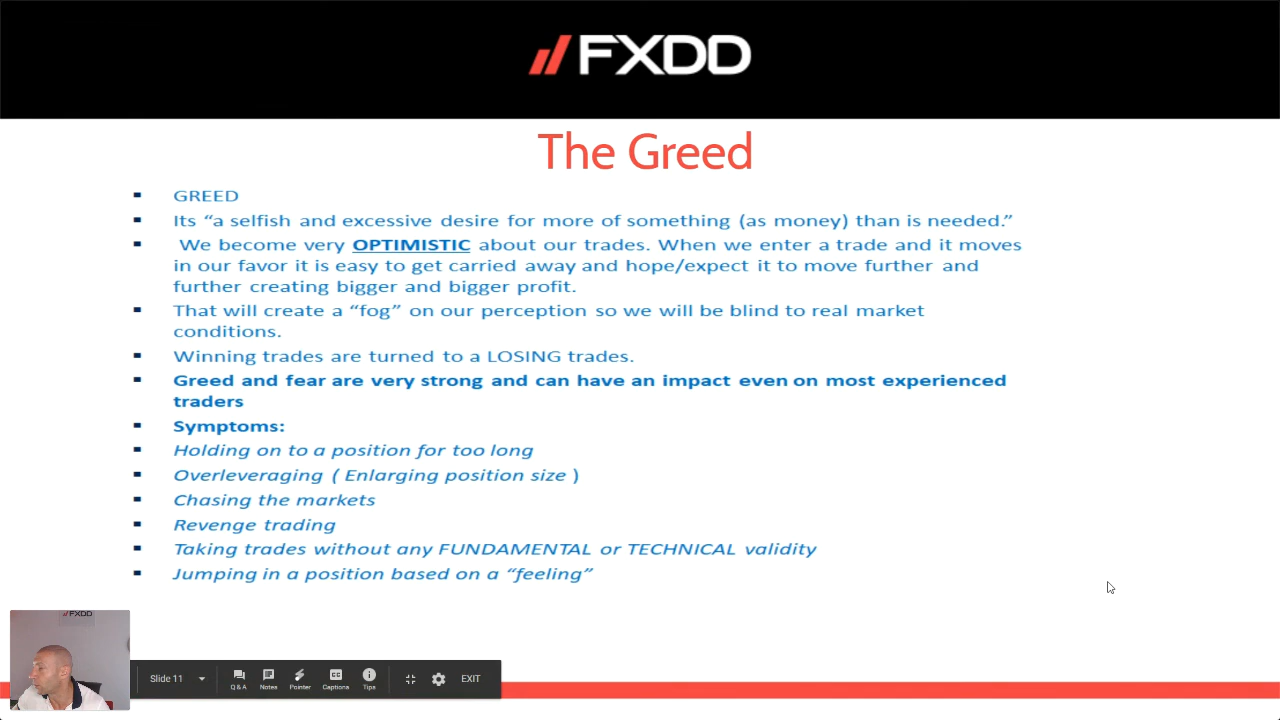 FXDD
The Greed
GREED
Its “a selfish and excessive desire for more of something (as money) than is needed.”
We become very OPTIMISTIC about our trades. When we enter a trade and it moves
in our favor it is easy to get carried away and hope/expect it to move further and
further creating bigger and bigger profit.
That will create a “fog” on our perception so we will be blind to real market
conditions.
Winning trades are turned to a LOSING trades.
Greed and fear are very strong and can have an impact even on most experienced
traders
Symptoms:
Holding on to a position for too long
Overleveraging ( Enlarging position size )
Chasing the markets
Revenge trading
Taking trades without any FUNDAMENTAL or TECHNICAL validity
Jumping in a position based on a “feeling”
FXDD
Slide 11
Q & A
Notes
Pointer
CC
Captions
Tips
EXIT